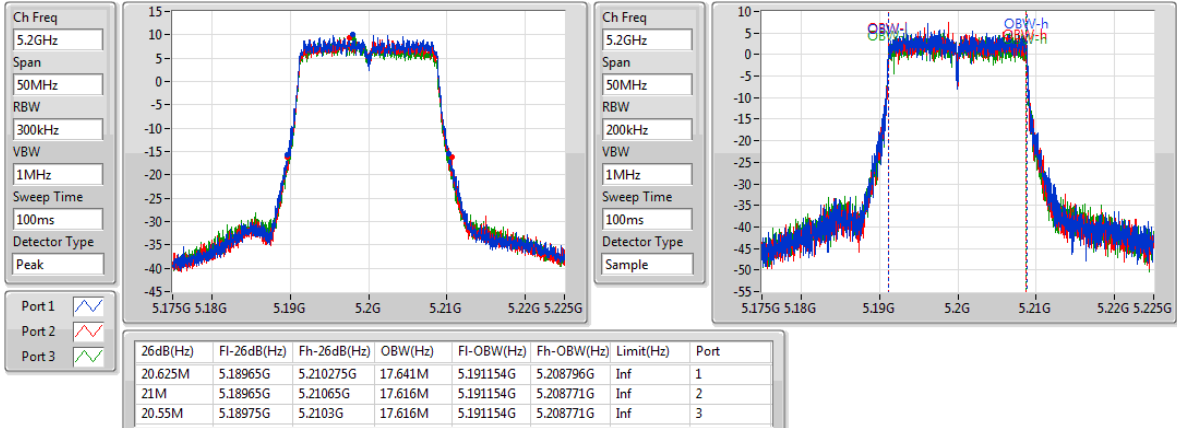 Ch Freq
5.2GHz
Span
50MHz
RBW
300kHz
VBW
1MHz
Sweep Time
100ms
Detector Type
Peak
Port 1
Port 2
Port 3
15
10
5
0
-5
-10
-15
-20
-25
-30
-35
-40
-45
5.175G 5.18G 5.19G 5.2G 5.21G 5.22G 5.225G
Ch Freq
5.2GHz
Span
50MHz
RBW
200kHz
VBW
1MHz
Sweep Time
100ms
Detector Type
Sample
10
5
0
-5
-10
-15
-20
-25
-30
-35
-40
-45
-50
-55
OBW-l OBW-h
5.175G 5.18G 5.19G 5.2G 5.21G 5.22G 5.225G
26dB(Hz) Fl-26dB(Hz) Fh-26dB(Hz) OBW(Hz) Fl-OBW(Hz) Fh-OBW(Hz) Limit(Hz) Port
20.625M 5.18965G 5.210275G 17.641M 5.191154G 5.208796G Inf 1
21M 5.18965G 5.21065G 17.616M 5.191154G 5.208771G Inf 2
20.55M 5.18975G 5.2103G 17.616M 5.191154G 5.208771G Inf 3